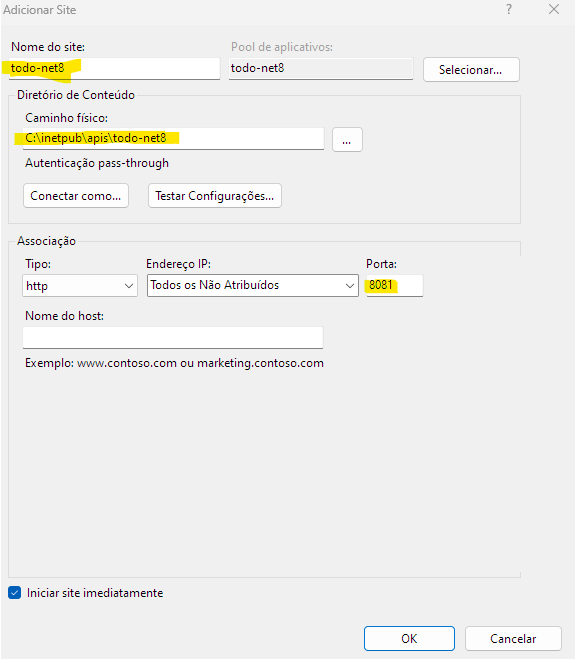 Adicionar Site
?
Nome do site:
Pool de aplicativos:
todo-net8
todo-net8
Selecionar...
Diretório de Conteúdo
Caminho físico:
C:\inetpub\apis\todo-net8
...
Autenticação pass-through
Conectar como...
Testar Configurações...
Associação
Tipo:
Endereço IP:
Porta:
http
Todos os Não Atribuídos
8081
Nome do host:
Exemplo: www.contoso.com ou marketing.contoso.com
Iniciar site imediatamente
OK
Cancelar